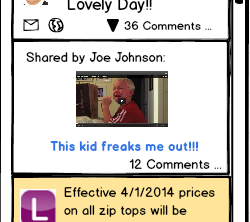 Lovely Day!!
36 Comments ...
Shared by Joe Johnson:
This kid freaks me out!!!
12 Comments ...
L
Effective 4/1/2014 prices
on all zip tops will be